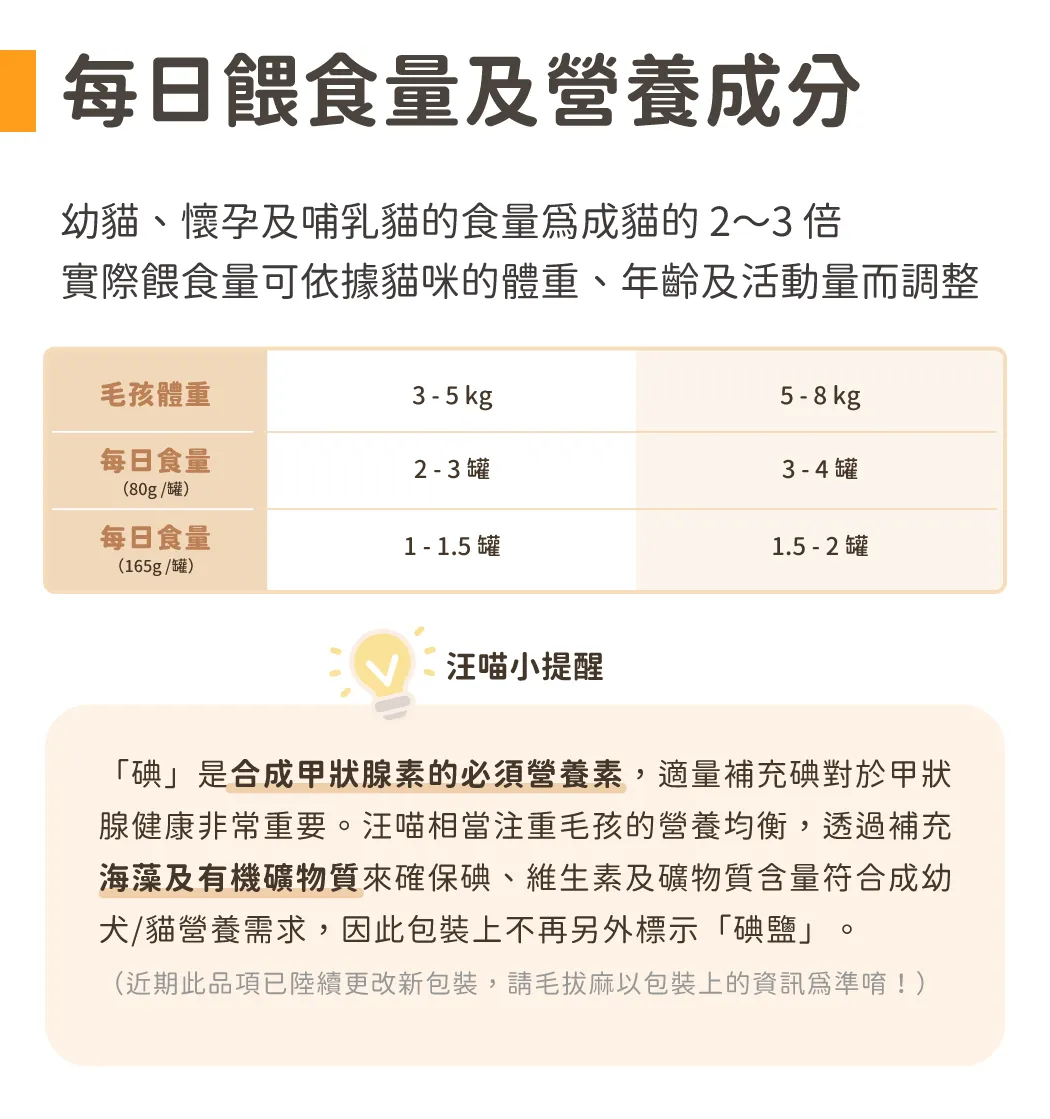 每日餵食量及營養成分
幼貓、懷孕及哺乳貓的食量為成貓的 2～3 倍
實際餵食量可依據貓咪的體重、年齡及活動量而調整
毛孩體重
3 - 5 kg
5 - 8 kg
每日食量
（80g /罐）
2 - 3 罐
3 - 4 罐
每日食量
（165g /罐）
1 - 1.5 罐
1.5 - 2 罐
汪喵小提醒
「碘」是合成甲狀腺素的必須營養素，適量補充碘對於甲狀
腺健康非常重要。汪喵相當注重毛孩的營養均衡，透過補充
海藻及有機礦物質來確保碘、維生素及礦物質含量符合成幼
犬/貓營養需求，因此包裝上不再另外標示「碘鹽」。
（近期此品項已陸續更改新包裝，請毛拔麻以包裝上的資訊為準唷！）